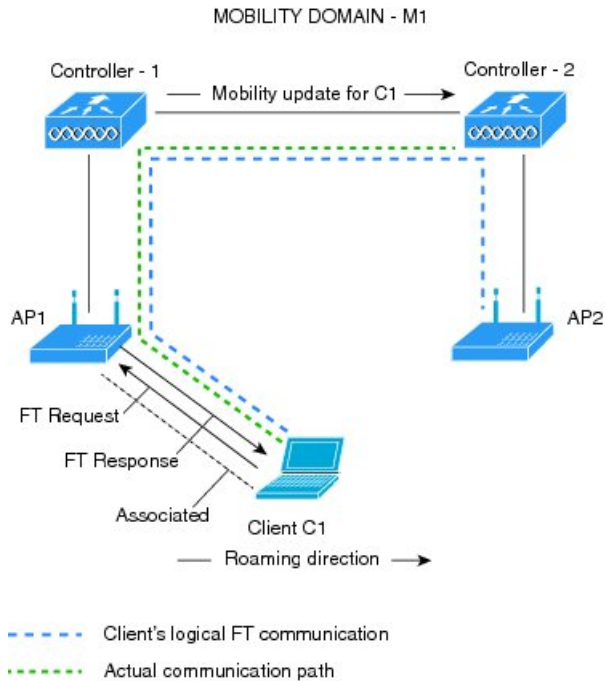 MOBILITY DOMAIN - M1
Controller - 1
Controller - 2
Mobility update for C1
AP1
AP2
FT Request
FT Response
Associated
Client C1
Roaming direction
Client's logical FT communication
Actual communication path